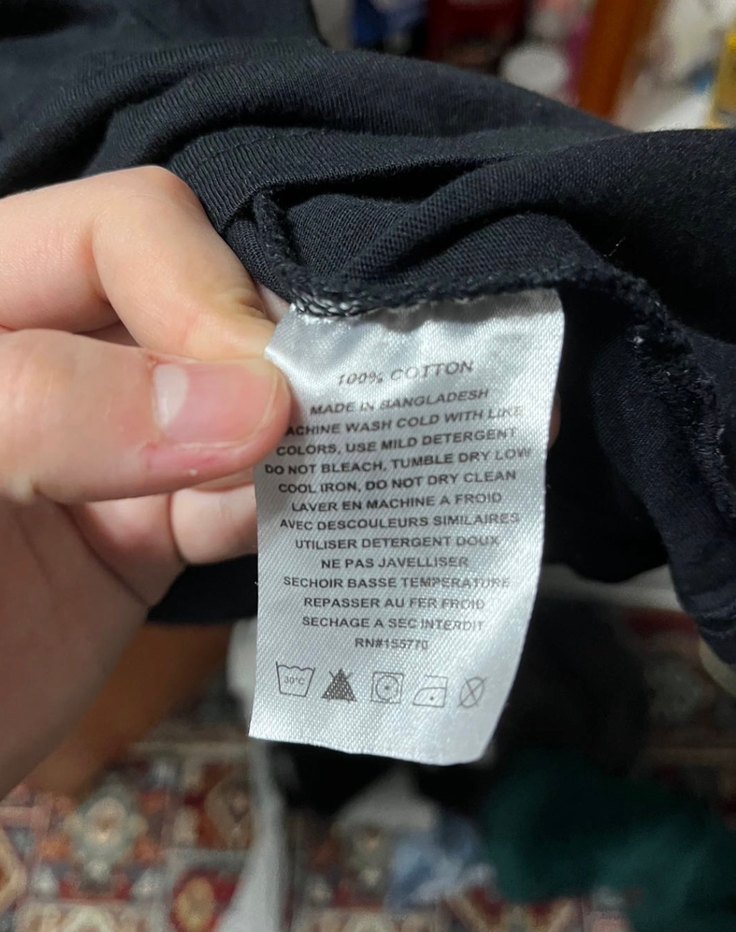 100% COTTON
MADE IN BANGLADESH
ACHINE WASH COLD WITH LIKE
COLORS, USE MILD DETERGENT
DO NOT BLEACH, TUMBLE DRY LOW
COOL IRON, DO NOT DRY CLEAN
LAVER EN MACHINE A FROID
AVEC DESCOULEURS SIMILAIRES
UTILISER DETERGENT DOUX
NE PAS JAVELLISER
SECHOIR BASSE TEMPERATURE
REPASSER AU FER FROID
SECHAGE A SEC INTERDIT
RN#155770
30°C